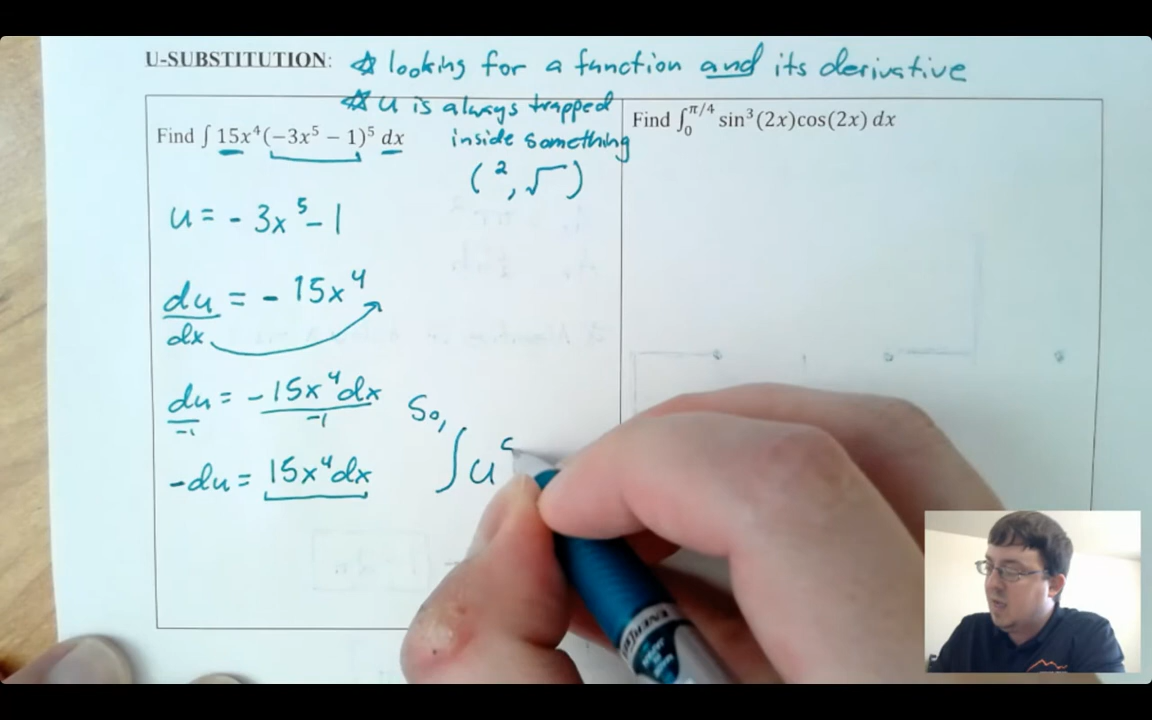 U-SUBSTITUTION: ☆ looking for a function and its derivative
☆ u is always trapped
inside something
( ², √ )
Find ∫ 15x⁴(−3x⁵ − 1)⁵ dx
u = - 3x⁵ - 1
du/dx = - 15x⁴
du/-1 = -15x⁴dx/-1
-du = 15x⁴dx
So,
∫u⁵
Find ∫₀^π/4 sin³(2x)cos(2x) dx
ENERGEL